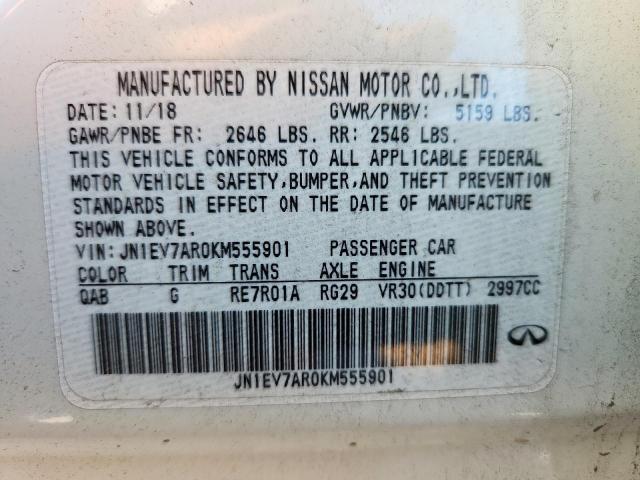 MANUFACTURED BY NISSAN MOTOR CO.,LTD.
DATE: 11/18 GVWR/PNBV: 5159 LBS.
GAWR/PNBE FR: 2646 LBS. RR: 2546 LBS.
THIS VEHICLE CONFORMS TO ALL APPLICABLE FEDERAL
MOTOR VEHICLE SAFETY,BUMPER,AND THEFT PREVENTION
STANDARDS IN EFFECT ON THE DATE OF MANUFACTURE
SHOWN ABOVE.
VIN: JN1EV7AR0KM555901 PASSENGER CAR
COLOR TRIM TRANS AXLE ENGINE
QAB G RE7R01A RG29 VR30(DDTT) 2997CC
JN1EV7AR0KM555901